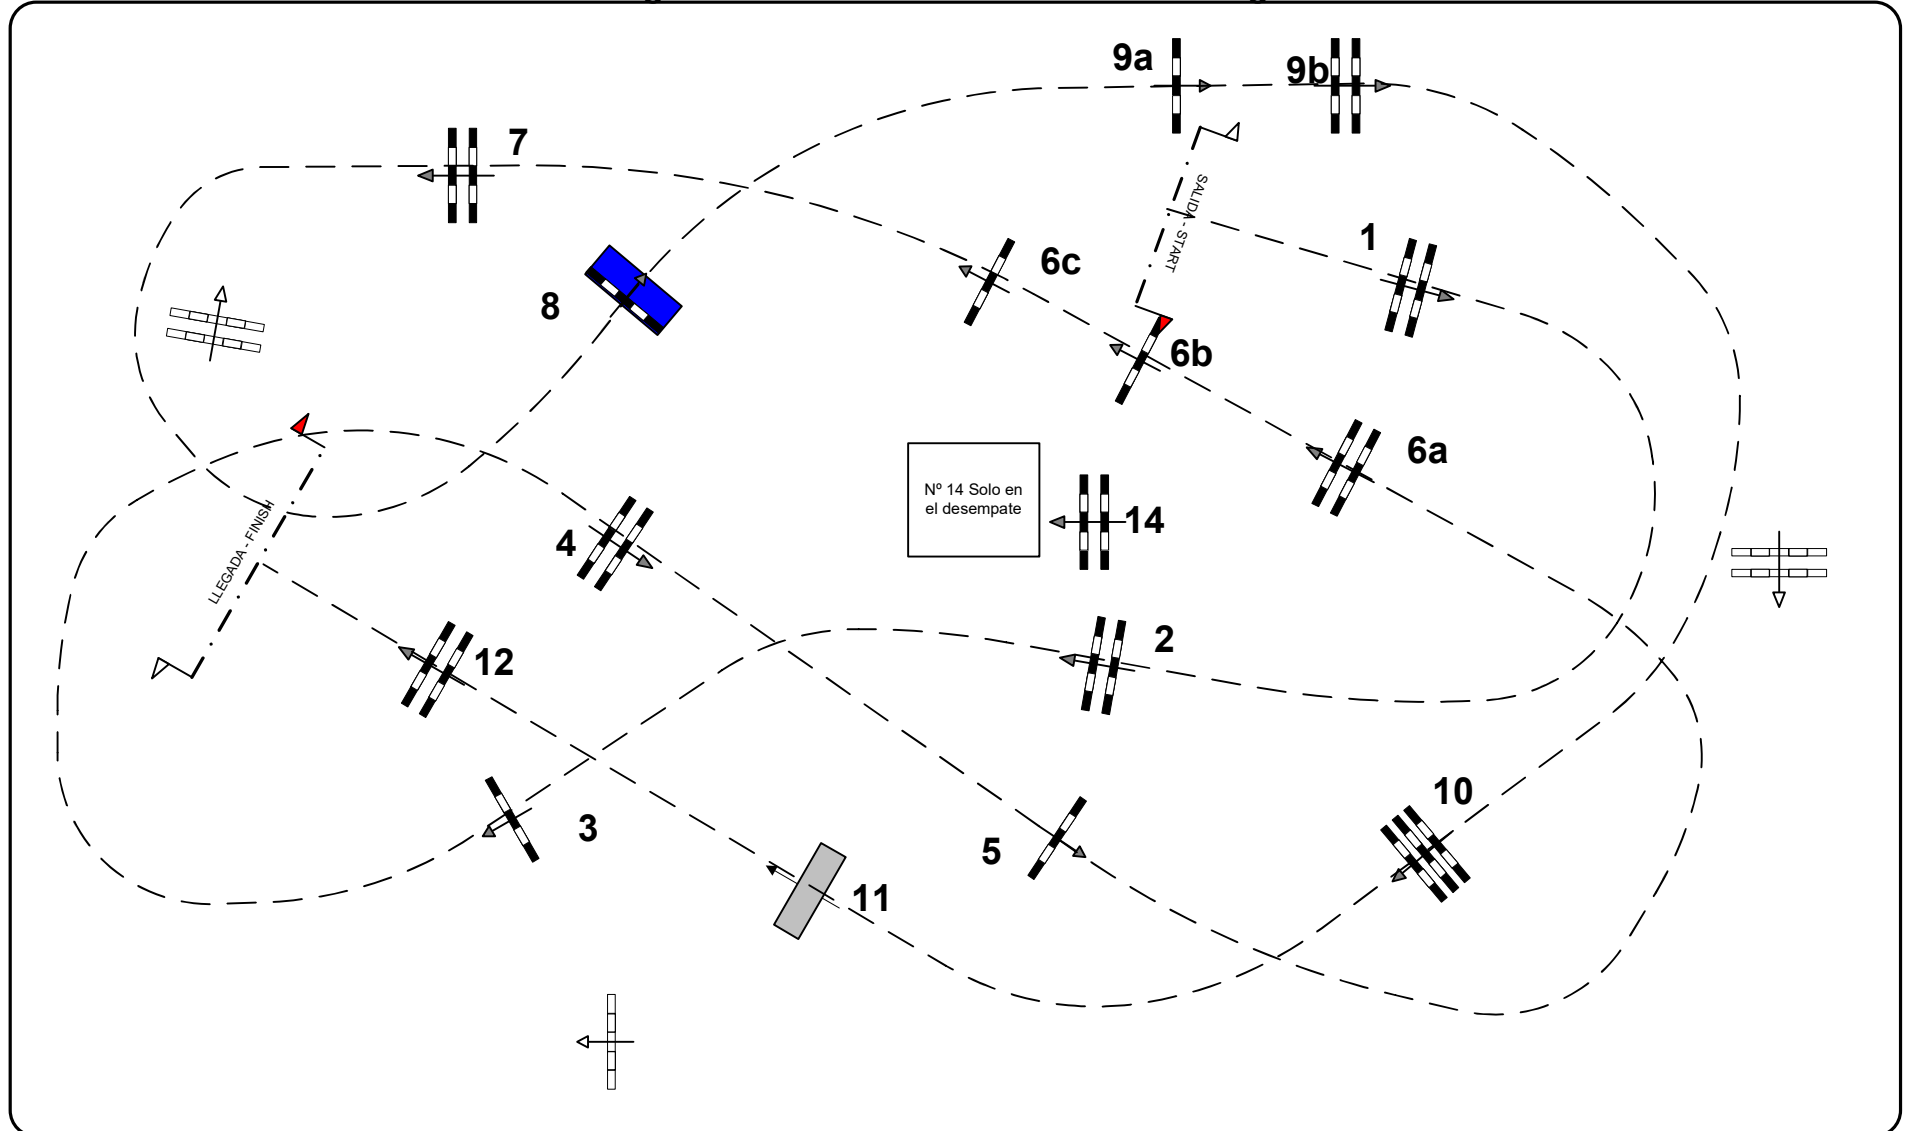 9a
9b
7
SALIDA - START
1
6c
8
6b
6a
Nº 14 Solo en
el desempate
14
4
LLEGADA - FINISH
2
12
10
3
5
11